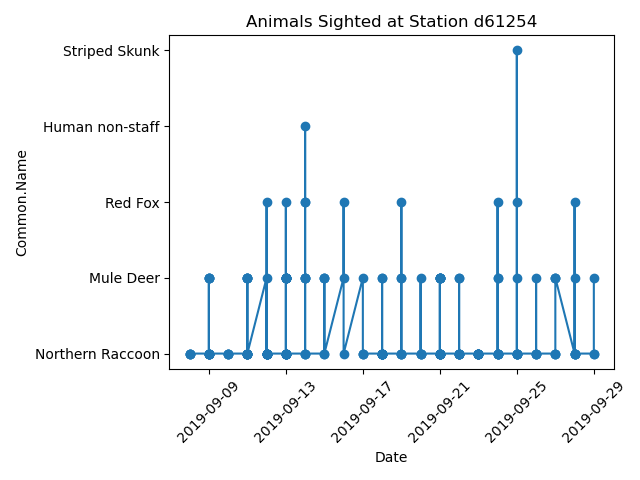 Animals Sighted at Station d61254
Striped Skunk
Human non-staff
Red Fox
Mule Deer
Northern Raccoon
Common.Name
2019-09-09
2019-09-13
2019-09-17
2019-09-21
2019-09-25
2019-09-29
Date